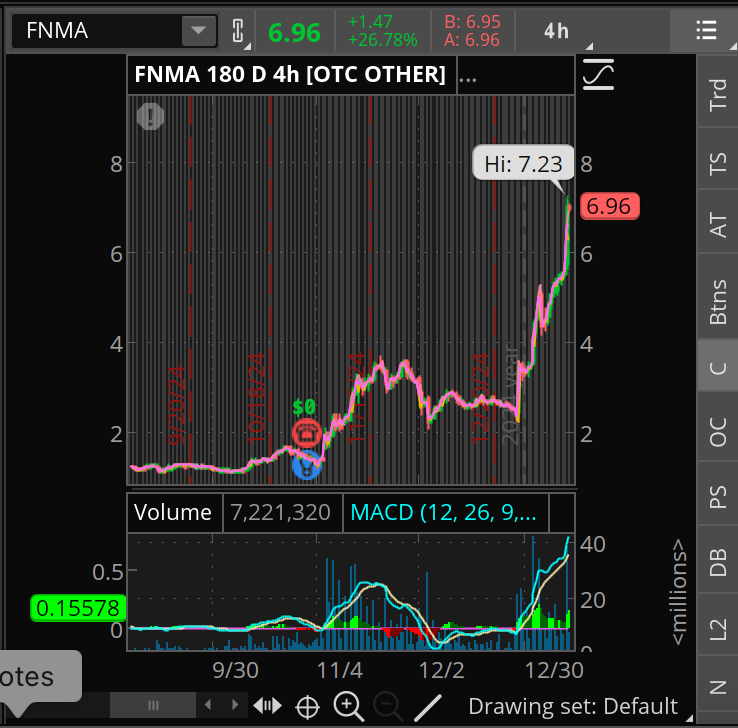 FNMA
6.96
+1.47
+26.78%
B: 6.95
A: 6.96
4h
FNMA 180 D 4h [OTC OTHER]
...
Hi: 7.23
8
6
4
2
8
6
4
2
6.96
9/20/24
10/18/24
$0
year
Volume
7,221,320
MACD (12, 26, 9,...
0.5
0
0.15578
40
20
0
<millions>
9/30
11/4
12/2
12/30
otes
Drawing set: Default
Trd
TS
AT
Btns
C
OC
PS
DB
L2
N